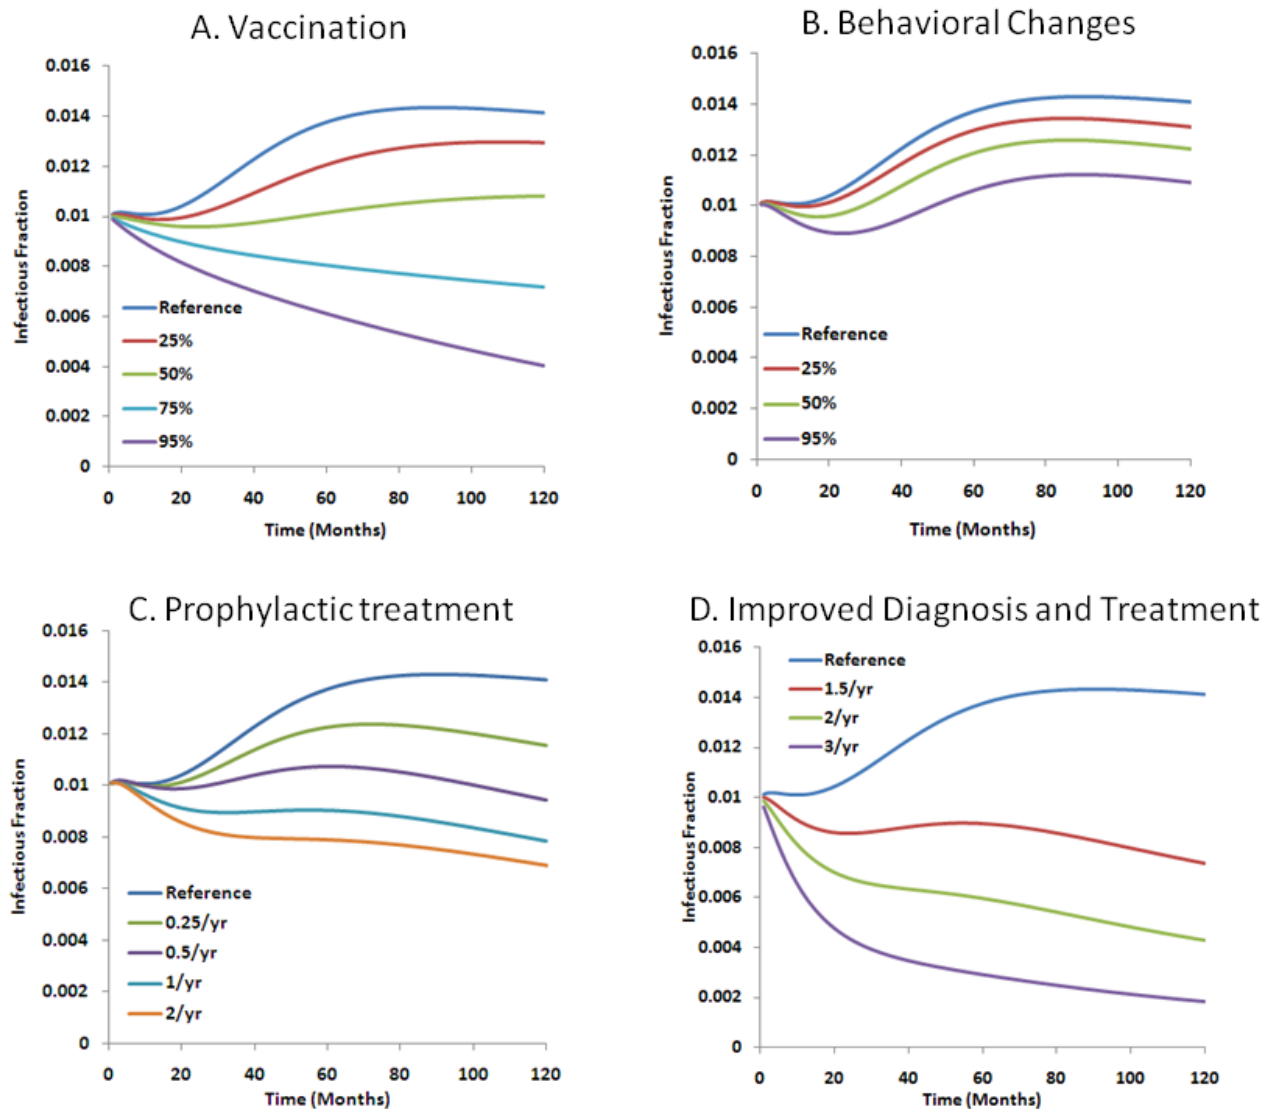 A. Vaccination
0.016
0.014
0.012
0.01
0.008
0.006
0.004
0.002
0
Infectious Fraction
Reference
25%
50%
75%
95%
0 20 40 60 80 100 120
Time (Months)
B. Behavioral Changes
0.016
0.014
0.012
0.01
0.008
0.006
0.004
0.002
0
Infectious Fraction
Reference
25%
50%
95%
0 20 40 60 80 100 120
Time (Months)
C. Prophylactic treatment
0.016
0.014
0.012
0.01
0.008
0.006
0.004
0.002
0
Infectious Fraction
Reference
0.25/yr
0.5/yr
1/yr
2/yr
0 20 40 60 80 100 120
Time (Months)
D. Improved Diagnosis and Treatment
0.016
0.014
0.012
0.01
0.008
0.006
0.004
0.002
0
Infectious Fraction
Reference
1.5/yr
2/yr
3/yr
0 20 40 60 80 100 120
Time (Months)